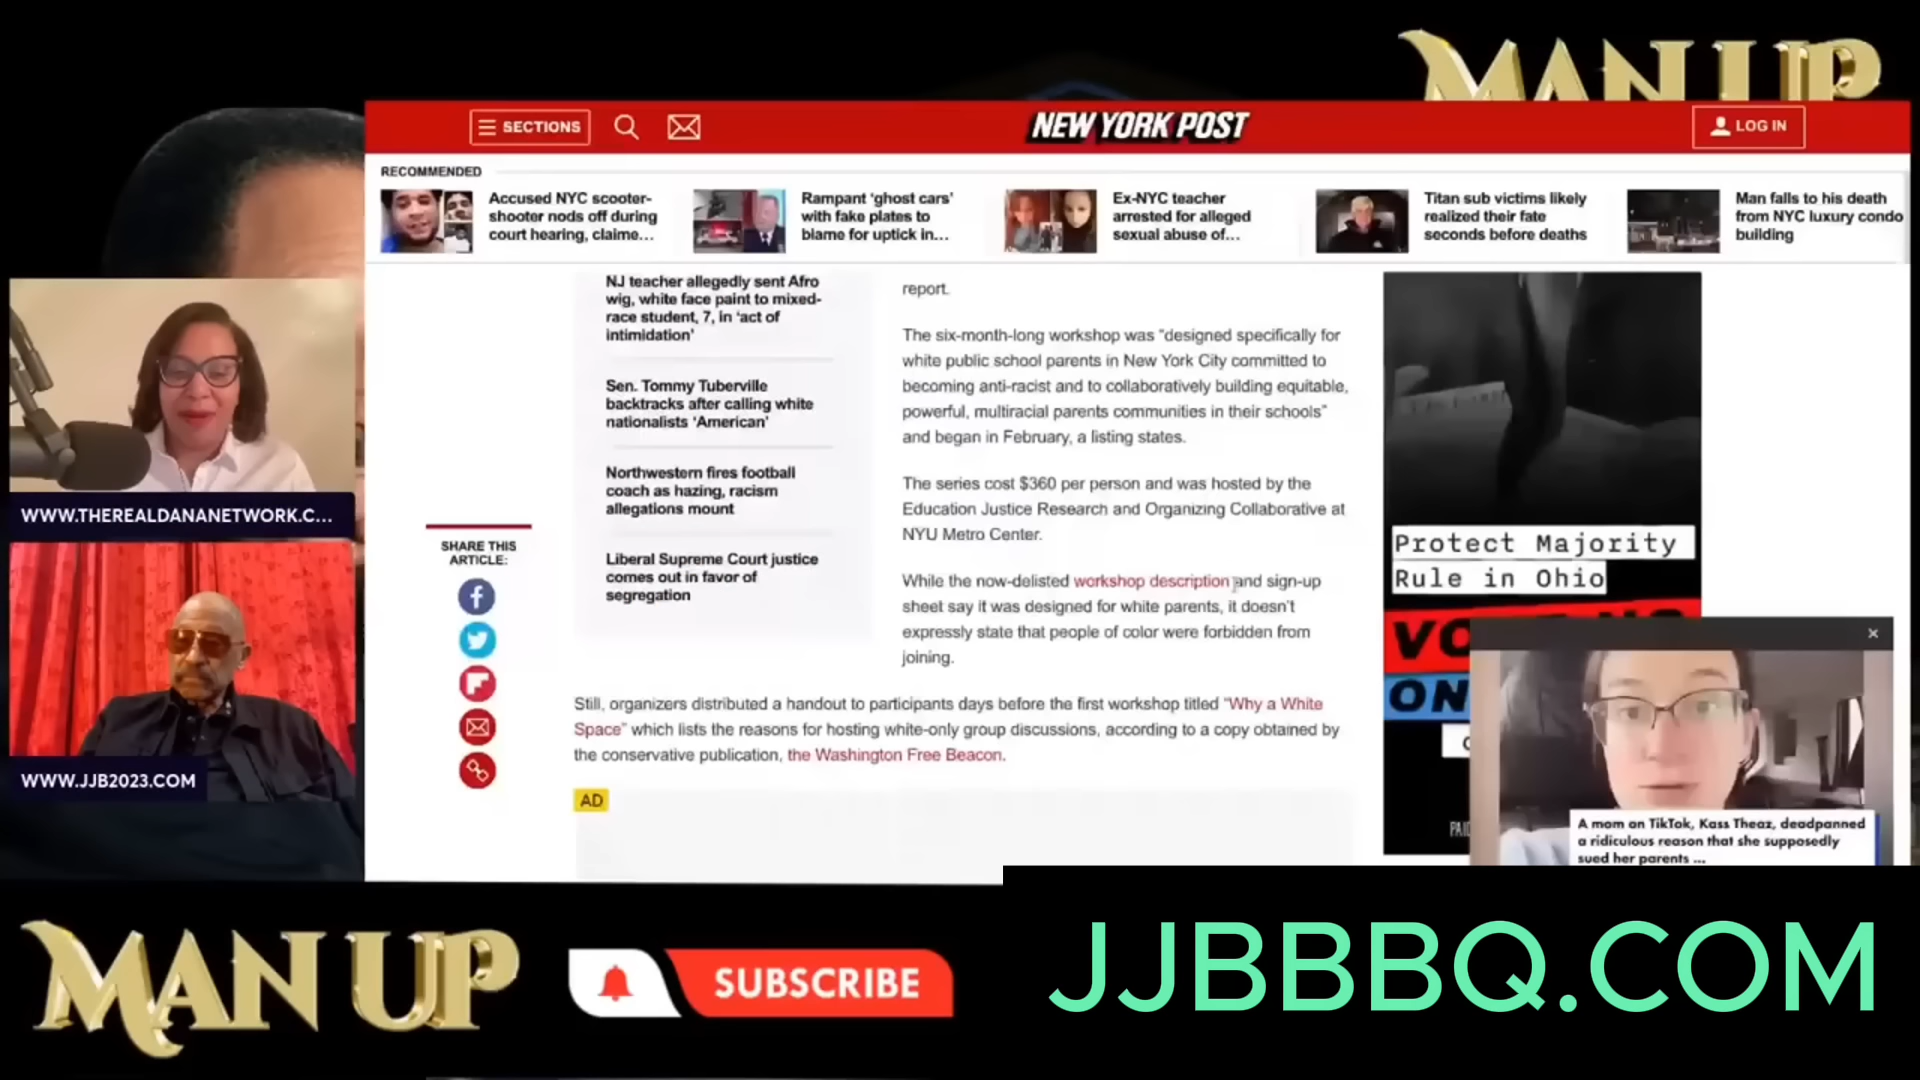 MAN UP
SECTIONS
NEW YORK POST
LOG IN
RECOMMENDED
Accused NYC scooter-
shooter nods off during
court hearing, claime...
Rampant ‘ghost cars’
with fake plates to
blame for uptick in...
Ex-NYC teacher
arrested for alleged
sexual abuse of...
Titan sub victims likely
realized their fate
seconds before deaths
Man falls to his death
from NYC luxury condo
building
NJ teacher allegedly sent Afro
wig, white face paint to mixed-
race student, 7, in ‘act of
intimidation’
Sen. Tommy Tuberville
backtracks after calling white
nationalists ‘American’
Northwestern fires football
coach as hazing, racism
allegations mount
Liberal Supreme Court justice
comes out in favor of
segregation
SHARE THIS
ARTICLE:
report.
The six-month-long workshop was “designed specifically for
white public school parents in New York City committed to
becoming anti-racist and to collaboratively building equitable,
powerful, multiracial parents communities in their schools”
and began in February, a listing states.
The series cost $360 per person and was hosted by the
Education Justice Research and Organizing Collaborative at
NYU Metro Center.
While the now-delisted workshop description and sign-up
sheet say it was designed for white parents, it doesn’t
expressly state that people of color were forbidden from
joining.
Still, organizers distributed a handout to participants days before the first workshop titled “Why a White
Space” which lists the reasons for hosting white-only group discussions, according to a copy obtained by
the conservative publication, the Washington Free Beacon.
AD
Protect Majority
Rule in Ohio
ON
A mom on TikTok, Kass Theaz, deadpanned
a ridiculous reason that she supposedly
sued her parents ...
WWW.THEREALDANANETWORK.C...
WWW.JJB2023.COM
MAN UP
SUBSCRIBE
JJBBBQ.COM